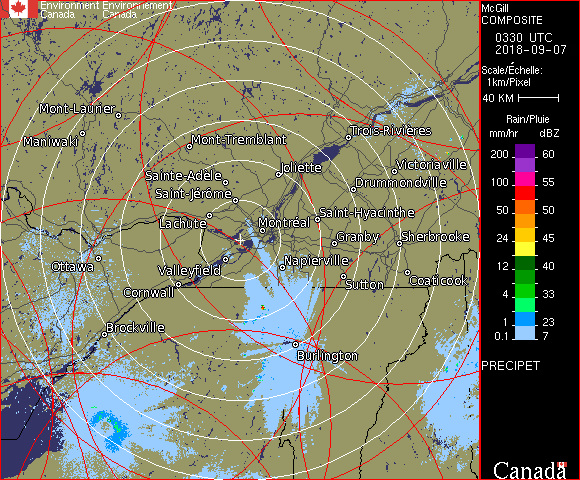 Environment Environnement
Canada Canada
McGill
COMPOSITE
0330 UTC
2018-09-07
Scale/Échelle:
1km/Pixel
40 KM
Rain/Pluie
mm/hr dBZ
200 60
100 55
50 50
24 45
12 40
4 33
1 23
0.1 7
PRECIPET
Canada
Mont-Laurier
Maniwaki
Mont-Tremblant
Trois-Rivières
Sainte-Adèle
Joliette
Victoriaville
Saint-Jérôme
Drummondville
Lachute
Montréal
Saint-Hyacinthe
Granby
Sherbrooke
Ottawa
Valleyfield
Napierville
Cornwall
Sutton
Coaticook
Brockville
Burlington